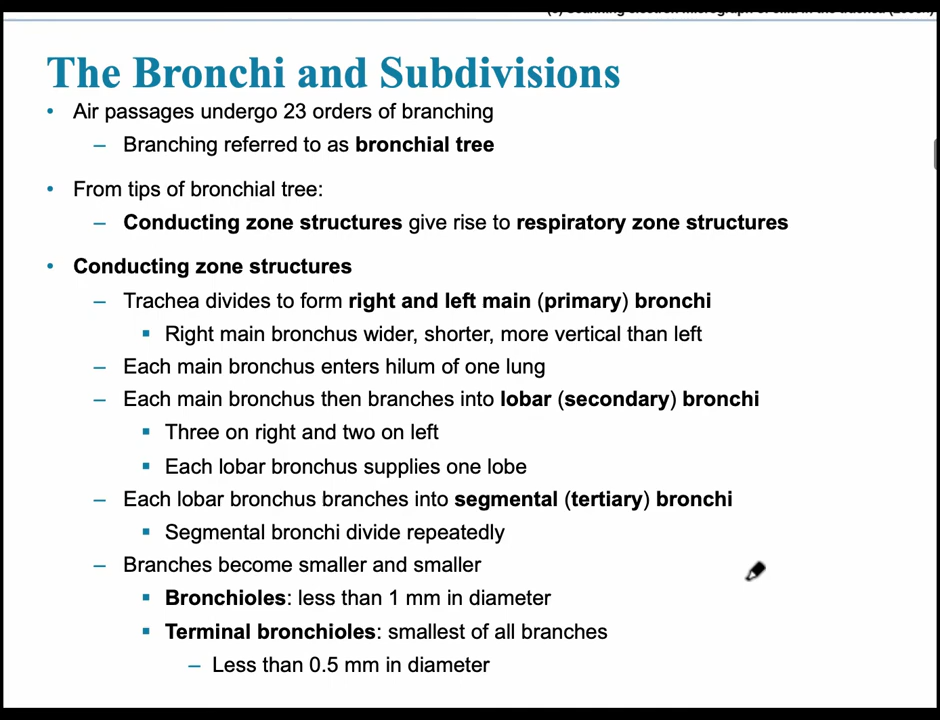 The Bronchi and Subdivisions
• Air passages undergo 23 orders of branching
– Branching referred to as bronchial tree
• From tips of bronchial tree:
– Conducting zone structures give rise to respiratory zone structures
• Conducting zone structures
– Trachea divides to form right and left main (primary) bronchi
▪ Right main bronchus wider, shorter, more vertical than left
– Each main bronchus enters hilum of one lung
– Each main bronchus then branches into lobar (secondary) bronchi
▪ Three on right and two on left
▪ Each lobar bronchus supplies one lobe
– Each lobar bronchus branches into segmental (tertiary) bronchi
▪ Segmental bronchi divide repeatedly
– Branches become smaller and smaller
▪ Bronchioles: less than 1 mm in diameter
▪ Terminal bronchioles: smallest of all branches
– Less than 0.5 mm in diameter